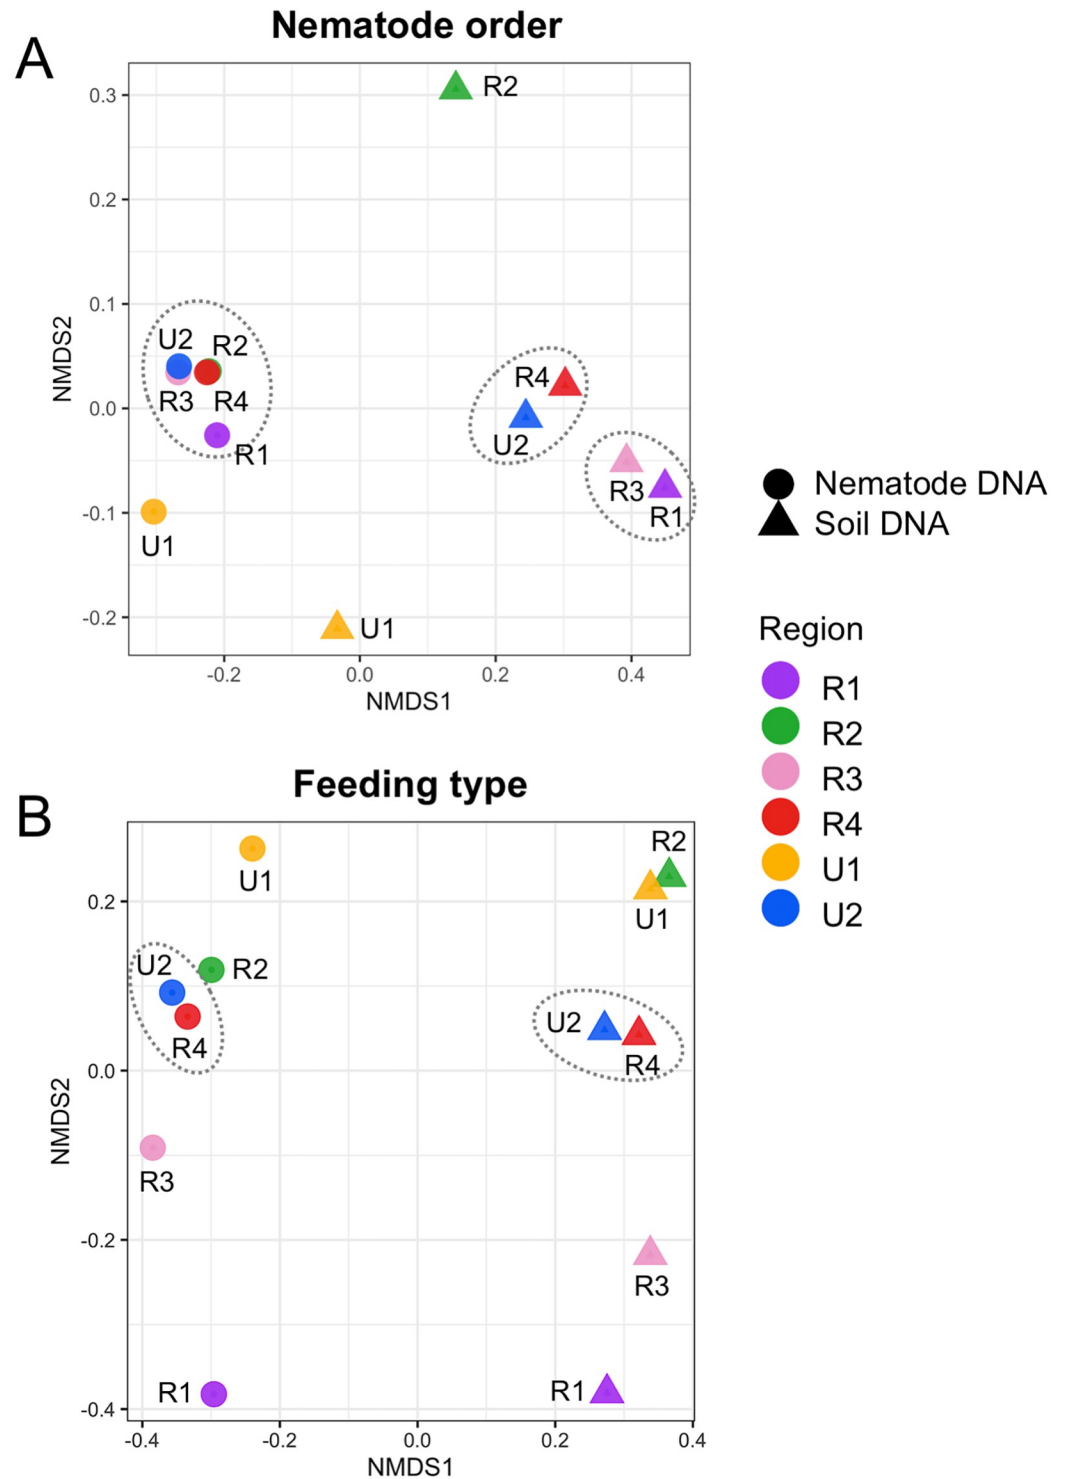 Nematode order
A
R2
0.3
0.2
0.1
0.0
-0.1
-0.2
NMDS2
U2
R2
R3
R4
R1
U1
R4
U2
R3
R1
U1
-0.2
0.0
0.2
0.4
NMDS1
Nematode DNA
Soil DNA
Region
R1
R2
R3
R4
U1
U2
Feeding type
B
U1
R2
U1
U2
R2
R4
U2
R4
R3
R3
R1
R1
0.2
0.0
-0.2
-0.4
NMDS2
-0.4
-0.2
0.0
0.2
0.4
NMDS1